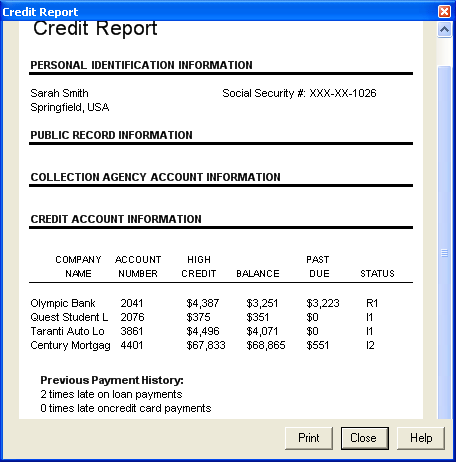 Credit Report
Credit Report
PERSONAL IDENTIFICATION INFORMATION
Sarah Smith Social Security #: XXX-XX-1026
Springfield, USA
PUBLIC RECORD INFORMATION
COLLECTION AGENCY ACCOUNT INFORMATION
CREDIT ACCOUNT INFORMATION
COMPANY ACCOUNT HIGH PAST
NAME NUMBER CREDIT BALANCE DUE STATUS
Olympic Bank 2041 $4,387 $3,251 $3,223 R1
Quest Student L 2076 $375 $351 $0 I1
Taranti Auto Lo 3861 $4,496 $4,071 $0 I1
Century Mortgag 4401 $67,833 $68,865 $551 I2
Previous Payment History:
2 times late on loan payments
0 times late oncredit card payments
Print Close Help